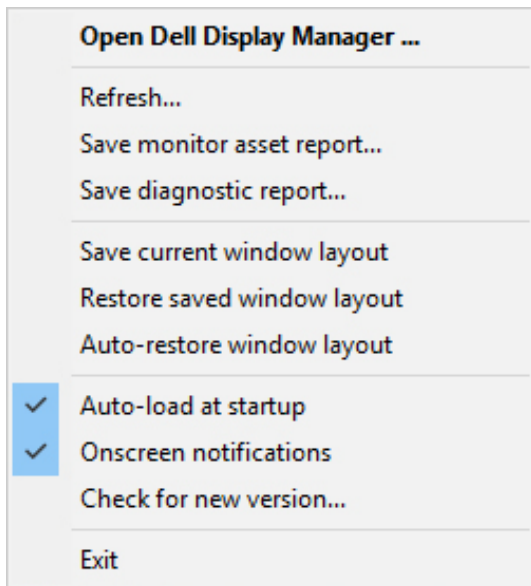 Open Dell Display Manager ...
Refresh...
Save monitor asset report...
Save diagnostic report...
Save current window layout
Restore saved window layout
Auto-restore window layout
Auto-load at startup
Onscreen notifications
Check for new version...
Exit